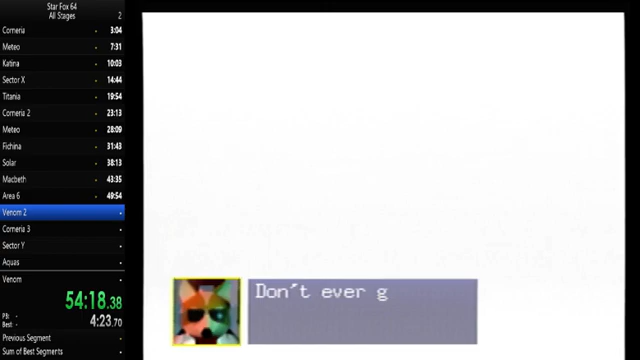 Star Fox 64
All Stages 2
Corneria - 3:04
Meteo - 7:31
Katina - 10:03
Sector X - 14:44
Titania - 19:54
Corneria 2 - 23:13
Meteo - 28:09
Fichina - 31:43
Solar - 38:13
Macbeth - 43:35
Area 6 - 49:54
Venom 2 -
Corneria 3 -
Sector Y -
Aquas -
Venom -
54:18.38
PB: -
Best - 4:23.70
Previous Segment -
Sum of Best Segments -
Don't ever g